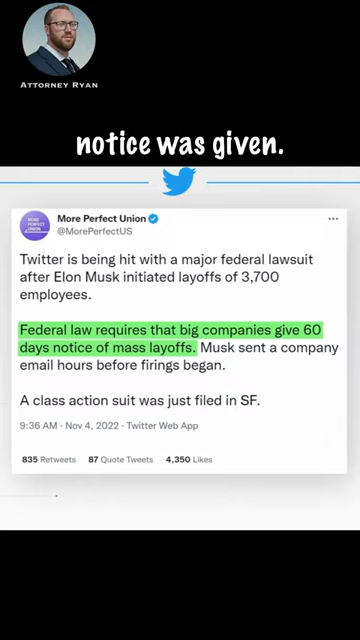 ATTORNEY RYAN
notice was given.
MORE
PERFECT
UNION
More Perfect Union
@MorePerfectUS
Twitter is being hit with a major federal lawsuit
after Elon Musk initiated layoffs of 3,700
employees.
Federal law requires that big companies give 60
days notice of mass layoffs. Musk sent a company
email hours before firings began.
A class action suit was just filed in SF.
9:36 AM · Nov 4, 2022 · Twitter Web App
835 Retweets 87 Quote Tweets 4,350 Likes